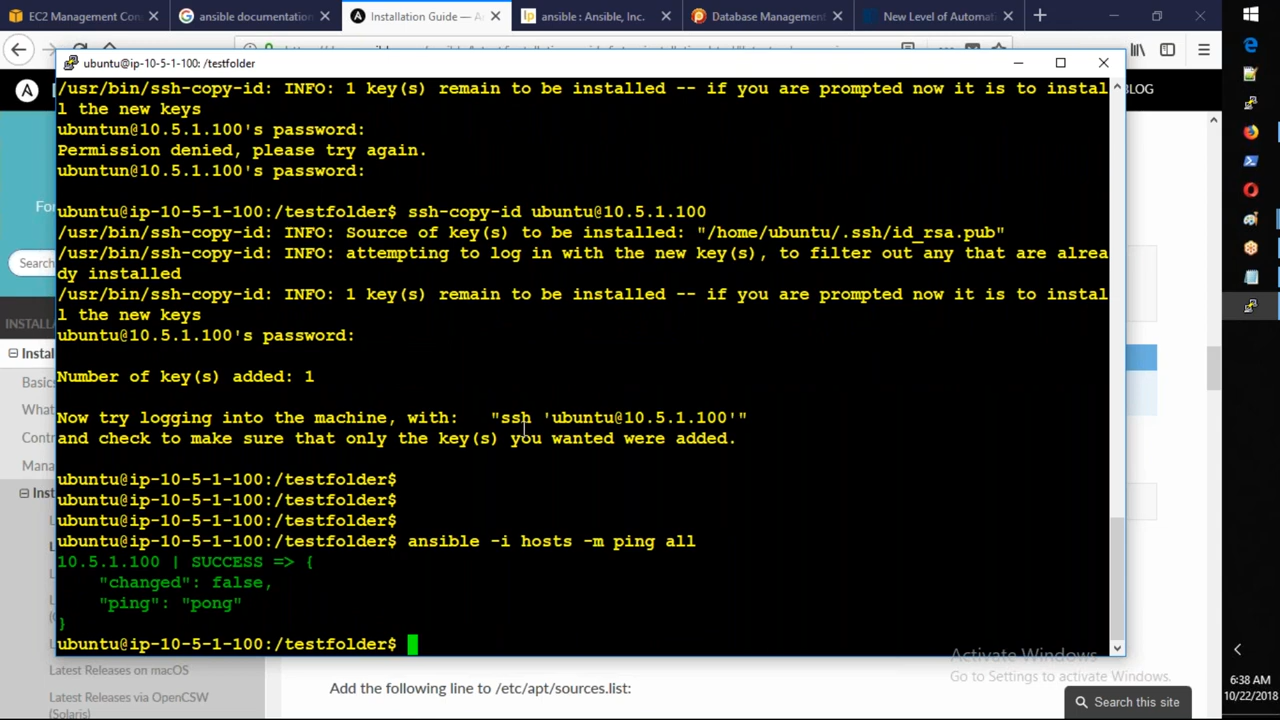 EC2 Management Con
ansible documentation
Installation Guide —
ansible : Ansible, Inc.
Database Management
New Level of Automat
ubuntu@ip-10-5-1-100: /testfolder
BLOG
For
Search
INSTALLA
Instal
Basics
What
Contr
Mana
Inst
/usr/bin/ssh-copy-id: INFO: 1 key(s) remain to be installed -- if you are prompted now it is to instal
l the new keys
ubuntun@10.5.1.100's password:
Permission denied, please try again.
ubuntun@10.5.1.100's password:
ubuntu@ip-10-5-1-100:/testfolder$ ssh-copy-id ubuntu@10.5.1.100
/usr/bin/ssh-copy-id: INFO: Source of key(s) to be installed: "/home/ubuntu/.ssh/id_rsa.pub"
/usr/bin/ssh-copy-id: INFO: attempting to log in with the new key(s), to filter out any that are alrea
dy installed
/usr/bin/ssh-copy-id: INFO: 1 key(s) remain to be installed -- if you are prompted now it is to instal
l the new keys
ubuntu@10.5.1.100's password:
Number of key(s) added: 1
Now try logging into the machine, with:   "ssh 'ubuntu@10.5.1.100'"
and check to make sure that only the key(s) you wanted were added.
ubuntu@ip-10-5-1-100:/testfolder$
ubuntu@ip-10-5-1-100:/testfolder$
ubuntu@ip-10-5-1-100:/testfolder$
ubuntu@ip-10-5-1-100:/testfolder$ ansible -i hosts -m ping all
10.5.1.100 | SUCCESS => {
    "changed": false,
    "ping": "pong"
}
ubuntu@ip-10-5-1-100:/testfolder$
Latest Releases on macOS
Latest Releases via OpenCSW
(Solaris)
Add the following line to /etc/apt/sources.list:
Activate Windows
Go to Settings to activate Windows.
Search this site
6:38 AM
10/22/2018